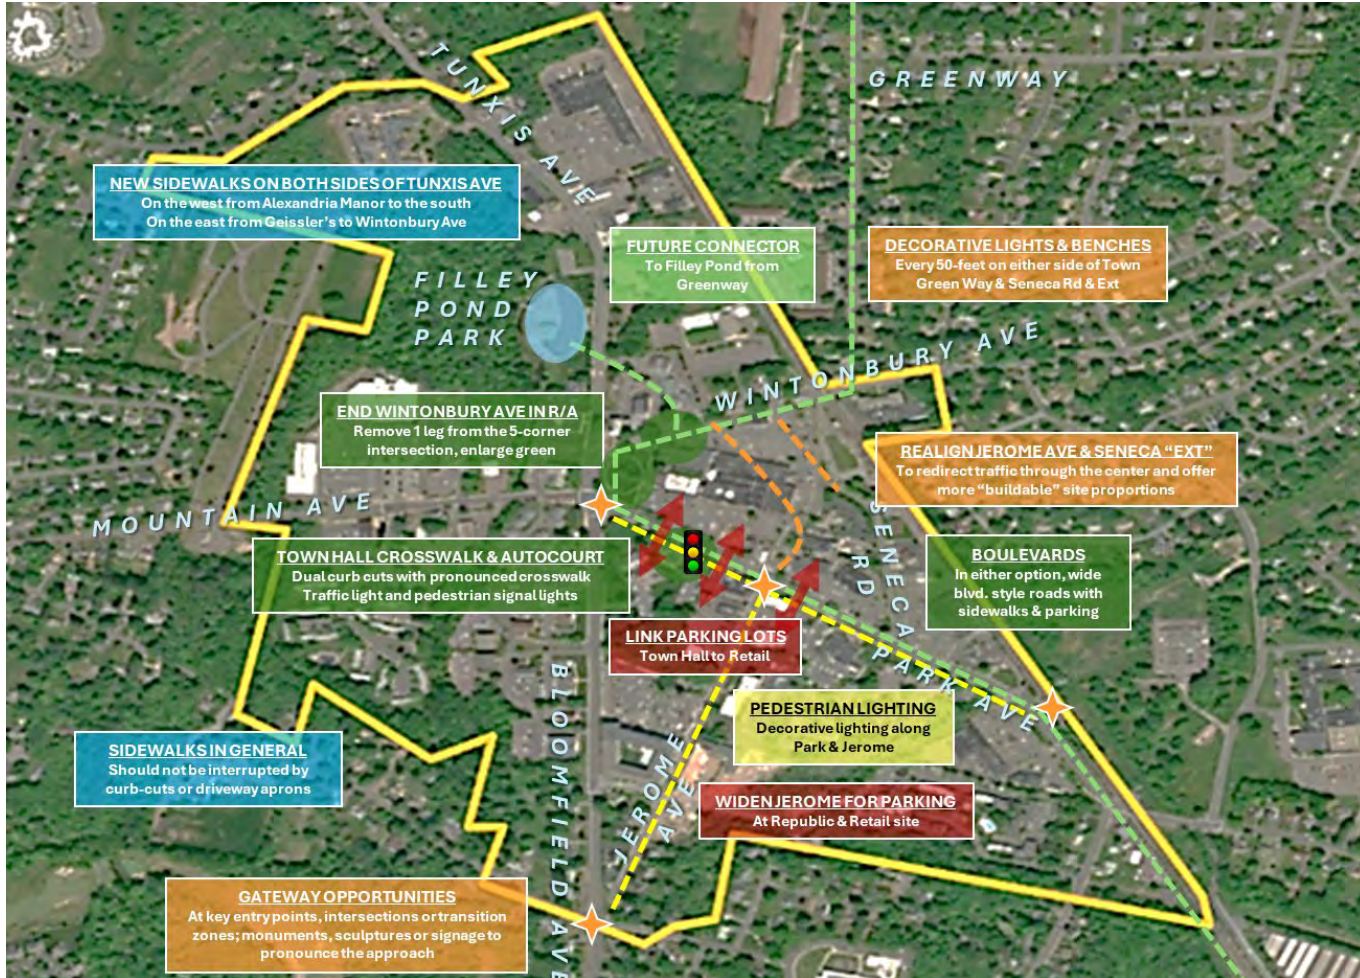 TUNXIS AVE
GREENWAY
NEW SIDEWALKS ON BOTH SIDES OF TUNXIS AVE
On the west from Alexandria Manor to the south
On the east from Geissler's to Wintonbury Ave
FUTURE CONNECTOR
To Filley Pond from
Greenway
DECORATIVE LIGHTS & BENCHES
Every 50-feet on either side of Town
Green Way & Seneca Rd & Ext
FILLEY
POND
PARK
WINTONBURY AVE
END WINTONBURY AVE IN R/A
Remove 1 leg from the 5-corner
intersection, enlarge green
REALIGN JEROME AVE & SENECA “EXT”
To redirect traffic through the center and offer
more “buildable” site proportions
MOUNTAIN AVE
SENECA
RD
TOWN HALL CROSSWALK & AUTOCOURT
Dual curb cuts with pronounced crosswalk
Traffic light and pedestrian signal lights
BOULEVARDS
In either option, wide
blvd. style roads with
sidewalks & parking
LINK PARKING LOTS
Town Hall to Retail
PARK AVE
BLOOMFIELD AVE
PEDESTRIAN LIGHTING
Decorative lighting along
Park & Jerome
JEROME
AVE
SIDEWALKS IN GENERAL
Should not be interrupted by
curb-cuts or driveway aprons
WIDEN JEROME FOR PARKING
At Republic & Retail site
GATEWAY OPPORTUNITIES
At key entry points, intersections or transition
zones; monuments, sculptures or signage to
pronounce the approach